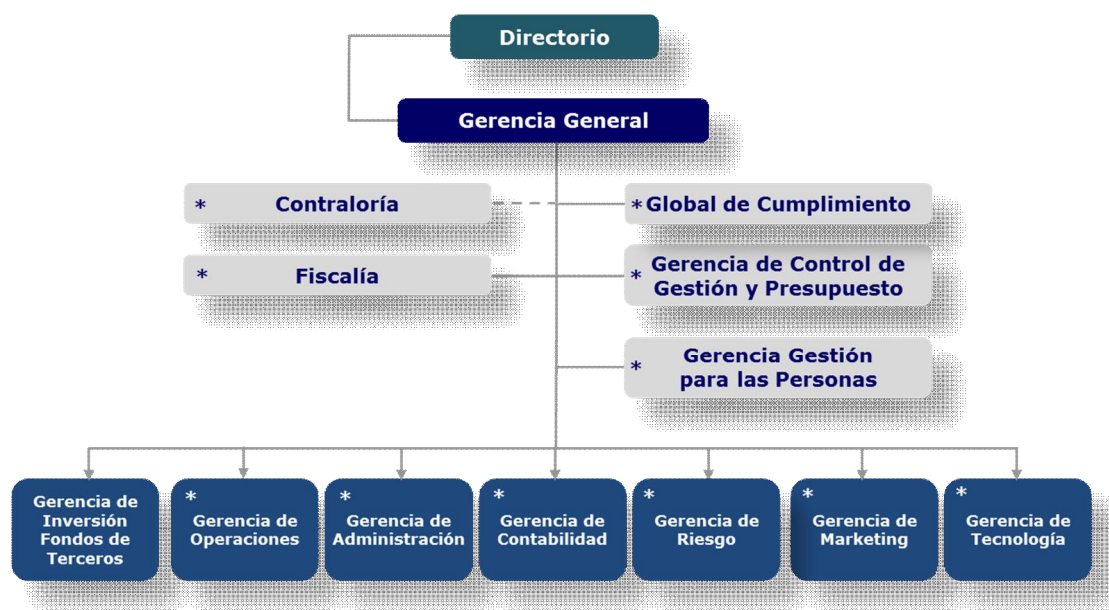 Directorio
Gerencia General
* Contraloría
* Global de Cumplimiento
* Fiscalía
* Gerencia de Control de
Gestión y Presupuesto
* Gerencia Gestión
para las Personas
Gerencia de
Inversión
Fondos de
Terceros
*
Gerencia de
Operaciones
*
Gerencia de
Administración
*
Gerencia de
Contabilidad
*
Gerencia de
Riesgo
*
Gerencia de
Marketing
*
Gerencia de
Tecnología